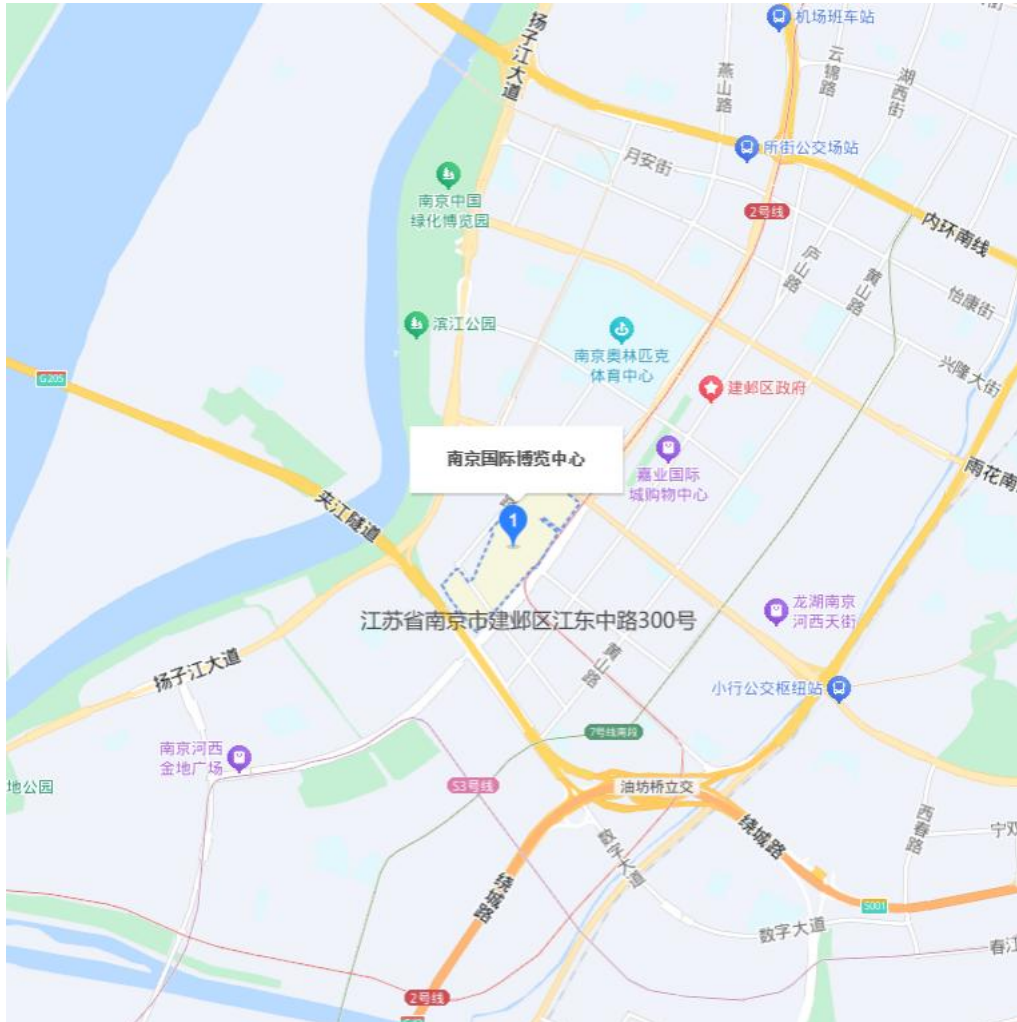 机场班车站
扬子江大道
燕山路
云锦路
湖西街
所街公交场站
月安街
南京中国
绿化博览园
2号线
内环南线
庐山路
黄山路
怡康街
滨江公园
南京奥林匹克
体育中心
兴隆大街
G205
建邺区政府
南京国际博览中心
嘉业国际
城购物中心
雨花南
夹江隧道
路
1
龙湖南京
河西天街
江苏省南京市建邺区江东中路300号
扬子江大道
黄山路
小行公交枢纽站
7号线南段
南京河西
金地广场
地公园
S3号线
油坊桥立交
绕城路
西春路
宁双
数字大道
绕城路
S001
数字大道
春江
2号线